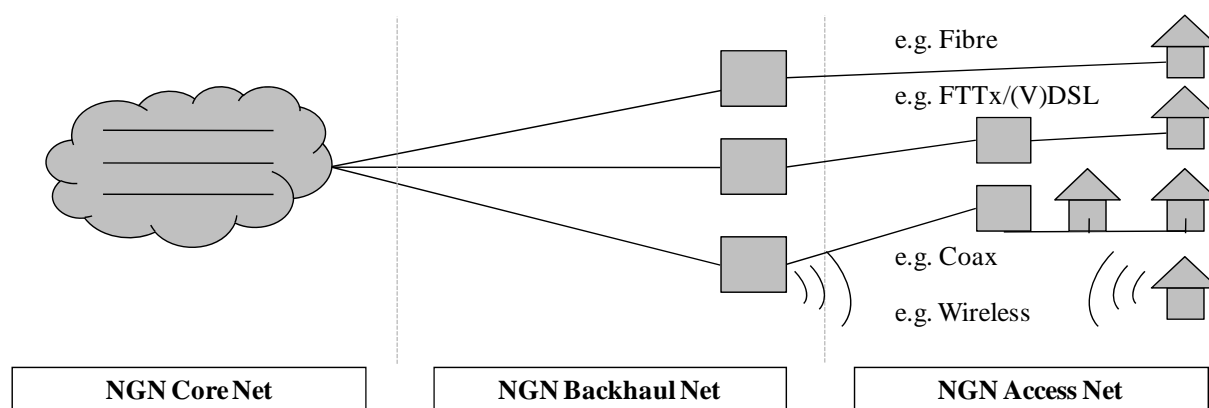 e.g. Fibre
e.g. FTTx/(V)DSL
e.g. Coax
e.g. Wireless
NGN Core Net
NGN Backhaul Net
NGN Access Net